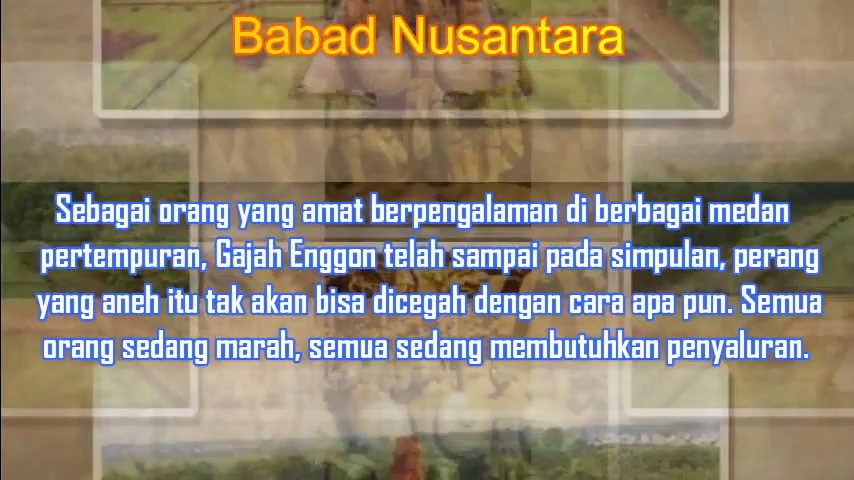 Babad Nusantara
Sebagai orang yang amat berpengalaman di berbagai medan
pertempuran, Gajah Enggon telah sampai pada simpulan, perang
yang aneh itu tak akan bisa dicegah dengan cara apa pun. Semua
orang sedang marah, semua sedang membutuhkan penyaluran.